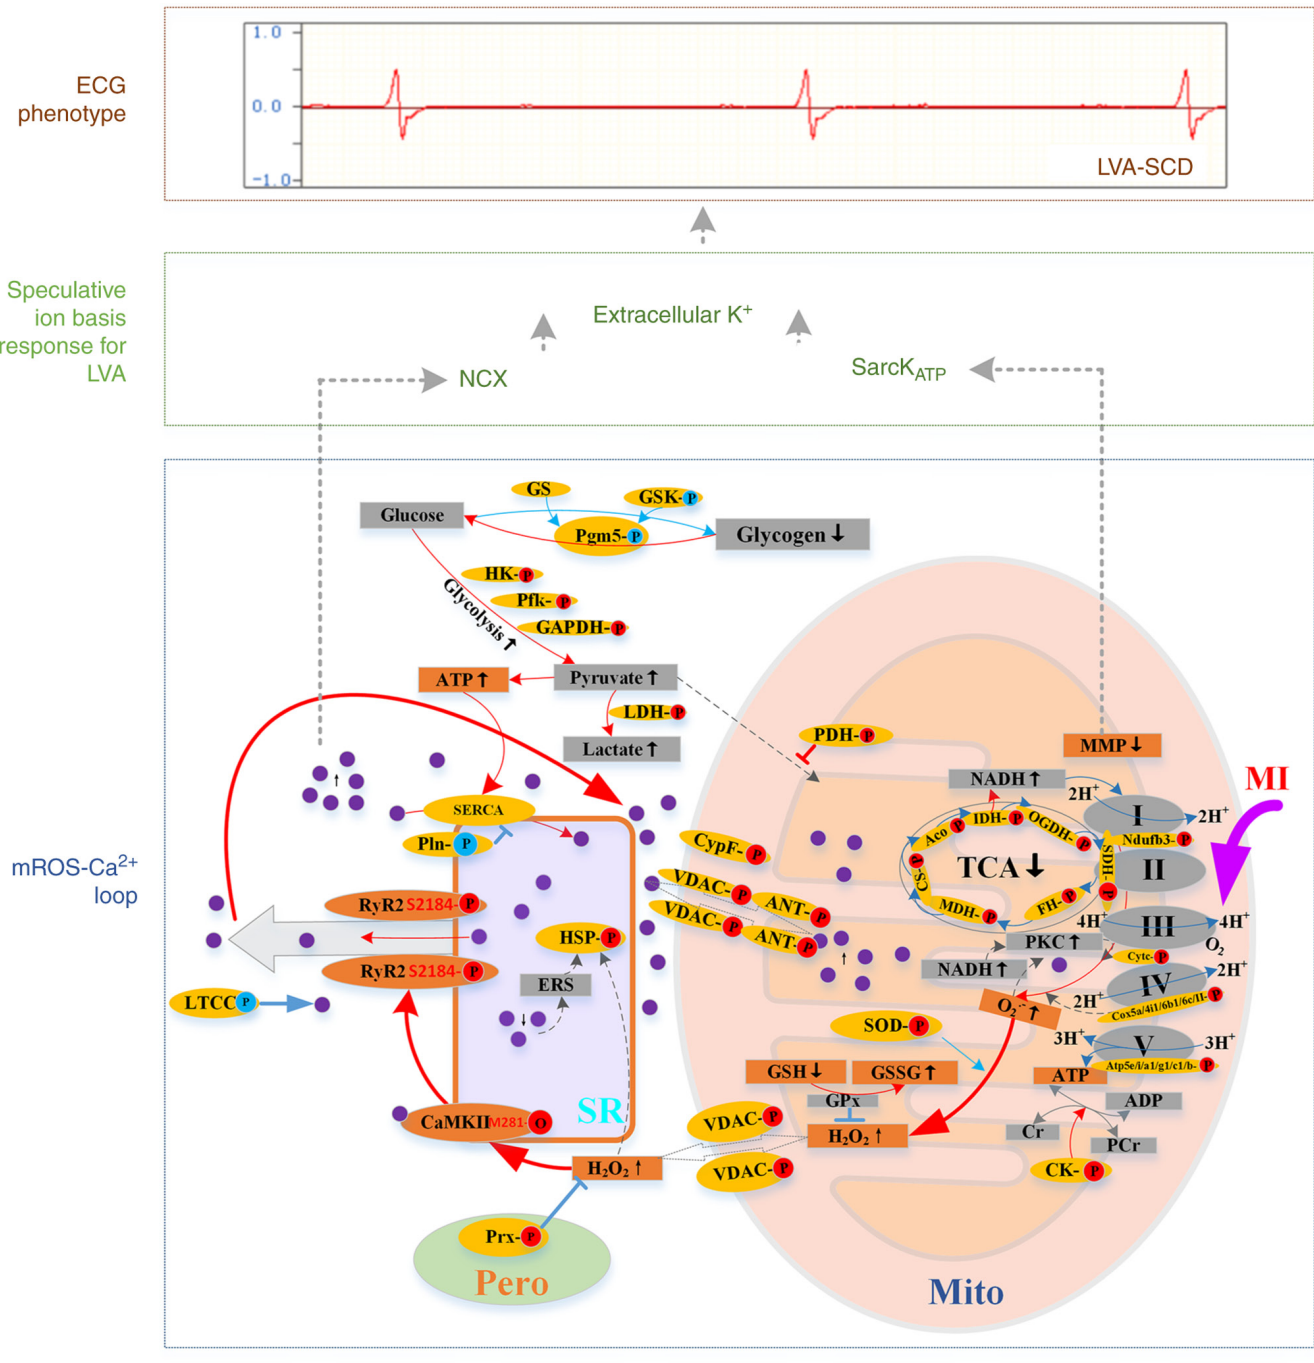 ECG
phenotype
1.0
0.0
-1.0
LVA-SCD
Speculative
ion basis
response for
LVA
Extracellular K⁺
NCX
SarcK_ATP
mROS-Ca²⁺
loop
GS
GSK-P
Glucose
Pgm5-P
Glycogen↓
HK-P
Pfk-P
GAPDH-P
Glycolysis↑
ATP↑
Pyruvate↑
LDH-P
Lactate↑
PDH-P
MMP↓
NADH↑
MI
2H⁺
I
2H⁺
Ndufb3-P
SERCA
Pln-P
CypF-P
VDAC-P
ANT-P
VDAC-P
ANT-P
Aco P
IDH-P
OGDH-P
SDH-P
FH-P
MDH-P
CS-P
TCA↓
II
RyR2 S2184-P
RyR2 S2184-P
HSP-P
ERS
LTCC P
4H⁺
III
4H⁺
O₂
PKC↑
Cytc-P
NADH↑
2H⁺
IV
2H⁺
Cox5a/4i1/6b1/6c/II-P
O₂·⁻↑
SOD-P
3H⁺
V
3H⁺
Atp5e/i/a1/g1/c1/b-P
GSH↓
GSSG↑
GPx
ATP
ADP
Cr
PCr
CK-P
H₂O₂↑
SR
CaMKII M281-O
VDAC-P
VDAC-P
H₂O₂↑
Prx-P
Pero
Mito